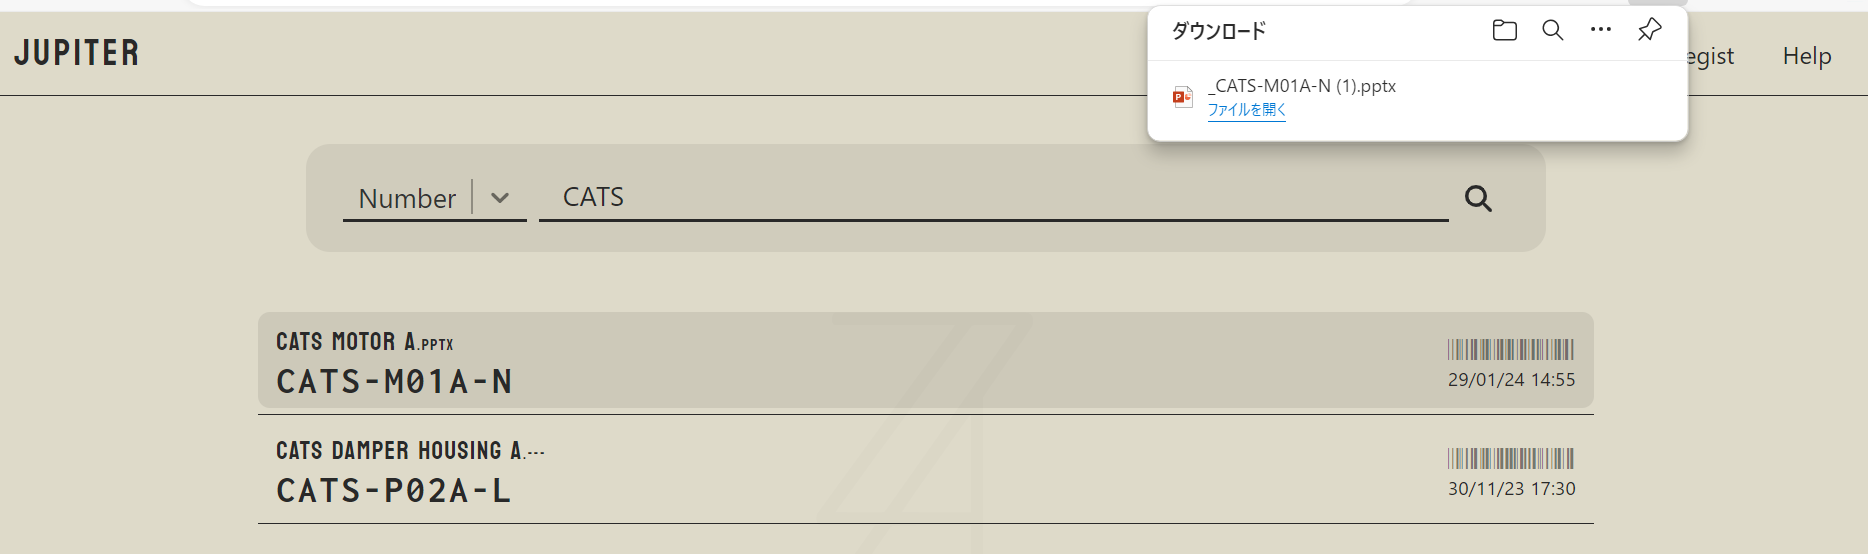 JUPITER
ダウンロード
egist
Help
_CATS-M01A-N (1).pptx
ファイルを開く
Number
CATS
CATS MOTOR A.PPTX
CATS-M01A-N
29/01/24 14:55
CATS DAMPER HOUSING A.---
CATS-P02A-L
30/11/23 17:30